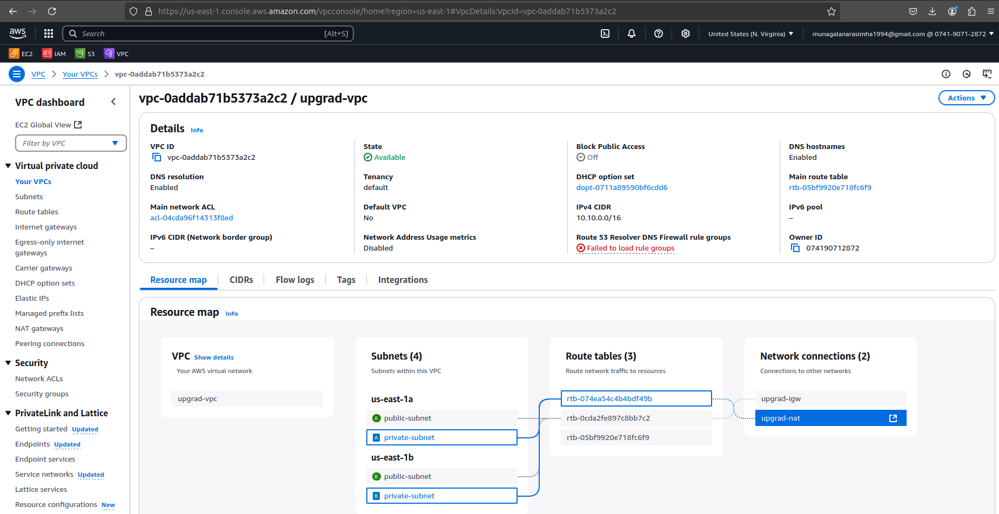 https://us-east-1.console.aws.amazon.com/vpcconsole/home?region=us-east-1#VpcDetails:VpcId=vpc-0addab71b5373a2c2
aws Search [Alt+S] United States (N. Virginia) munagalanarasimha1994@gmail.com @ 0741-9071-2872
EC2 IAM S3 VPC
VPC Your VPCs vpc-0addab71b5373a2c2
VPC dashboard
EC2 Global View
Filter by VPC
Virtual private cloud
Your VPCs
Subnets
Route tables
Internet gateways
Egress-only internet
gateways
Carrier gateways
DHCP option sets
Elastic IPs
Managed prefix lists
NAT gateways
Peering connections
Security
Network ACLs
Security groups
PrivateLink and Lattice
Getting started Updated
Endpoints Updated
Endpoint services
Service networks Updated
Lattice services
Resource configurations New
vpc-0addab71b5373a2c2 / upgrad-vpc
Actions
Details Info
VPC ID
vpc-0addab71b5373a2c2
State
Available
Block Public Access
Off
DNS hostnames
Enabled
DNS resolution
Enabled
Tenancy
default
DHCP option set
dopt-0711a89590bf6cdd6
Main route table
rtb-05bf9920e718fc6f9
Main network ACL
acl-04cda96f14313f8ed
Default VPC
No
IPv4 CIDR
10.10.0.0/16
IPv6 pool
–
IPv6 CIDR (Network border group)
–
Network Address Usage metrics
Disabled
Route 53 Resolver DNS Firewall rule groups
Failed to load rule groups
Owner ID
074190712872
Resource map CIDRs Flow logs Tags Integrations
Resource map Info
VPC Show details
Your AWS virtual network
upgrad-vpc
Subnets (4)
Subnets within this VPC
us-east-1a
A public-subnet
A private-subnet
us-east-1b
B public-subnet
B private-subnet
Route tables (3)
Route network traffic to resources
rtb-074ea54c4b4bdf49b
rtb-0cda2fe897c8bb7c2
rtb-05bf9920e718fc6f9
Network connections (2)
Connections to other networks
upgrad-igw
upgrad-nat